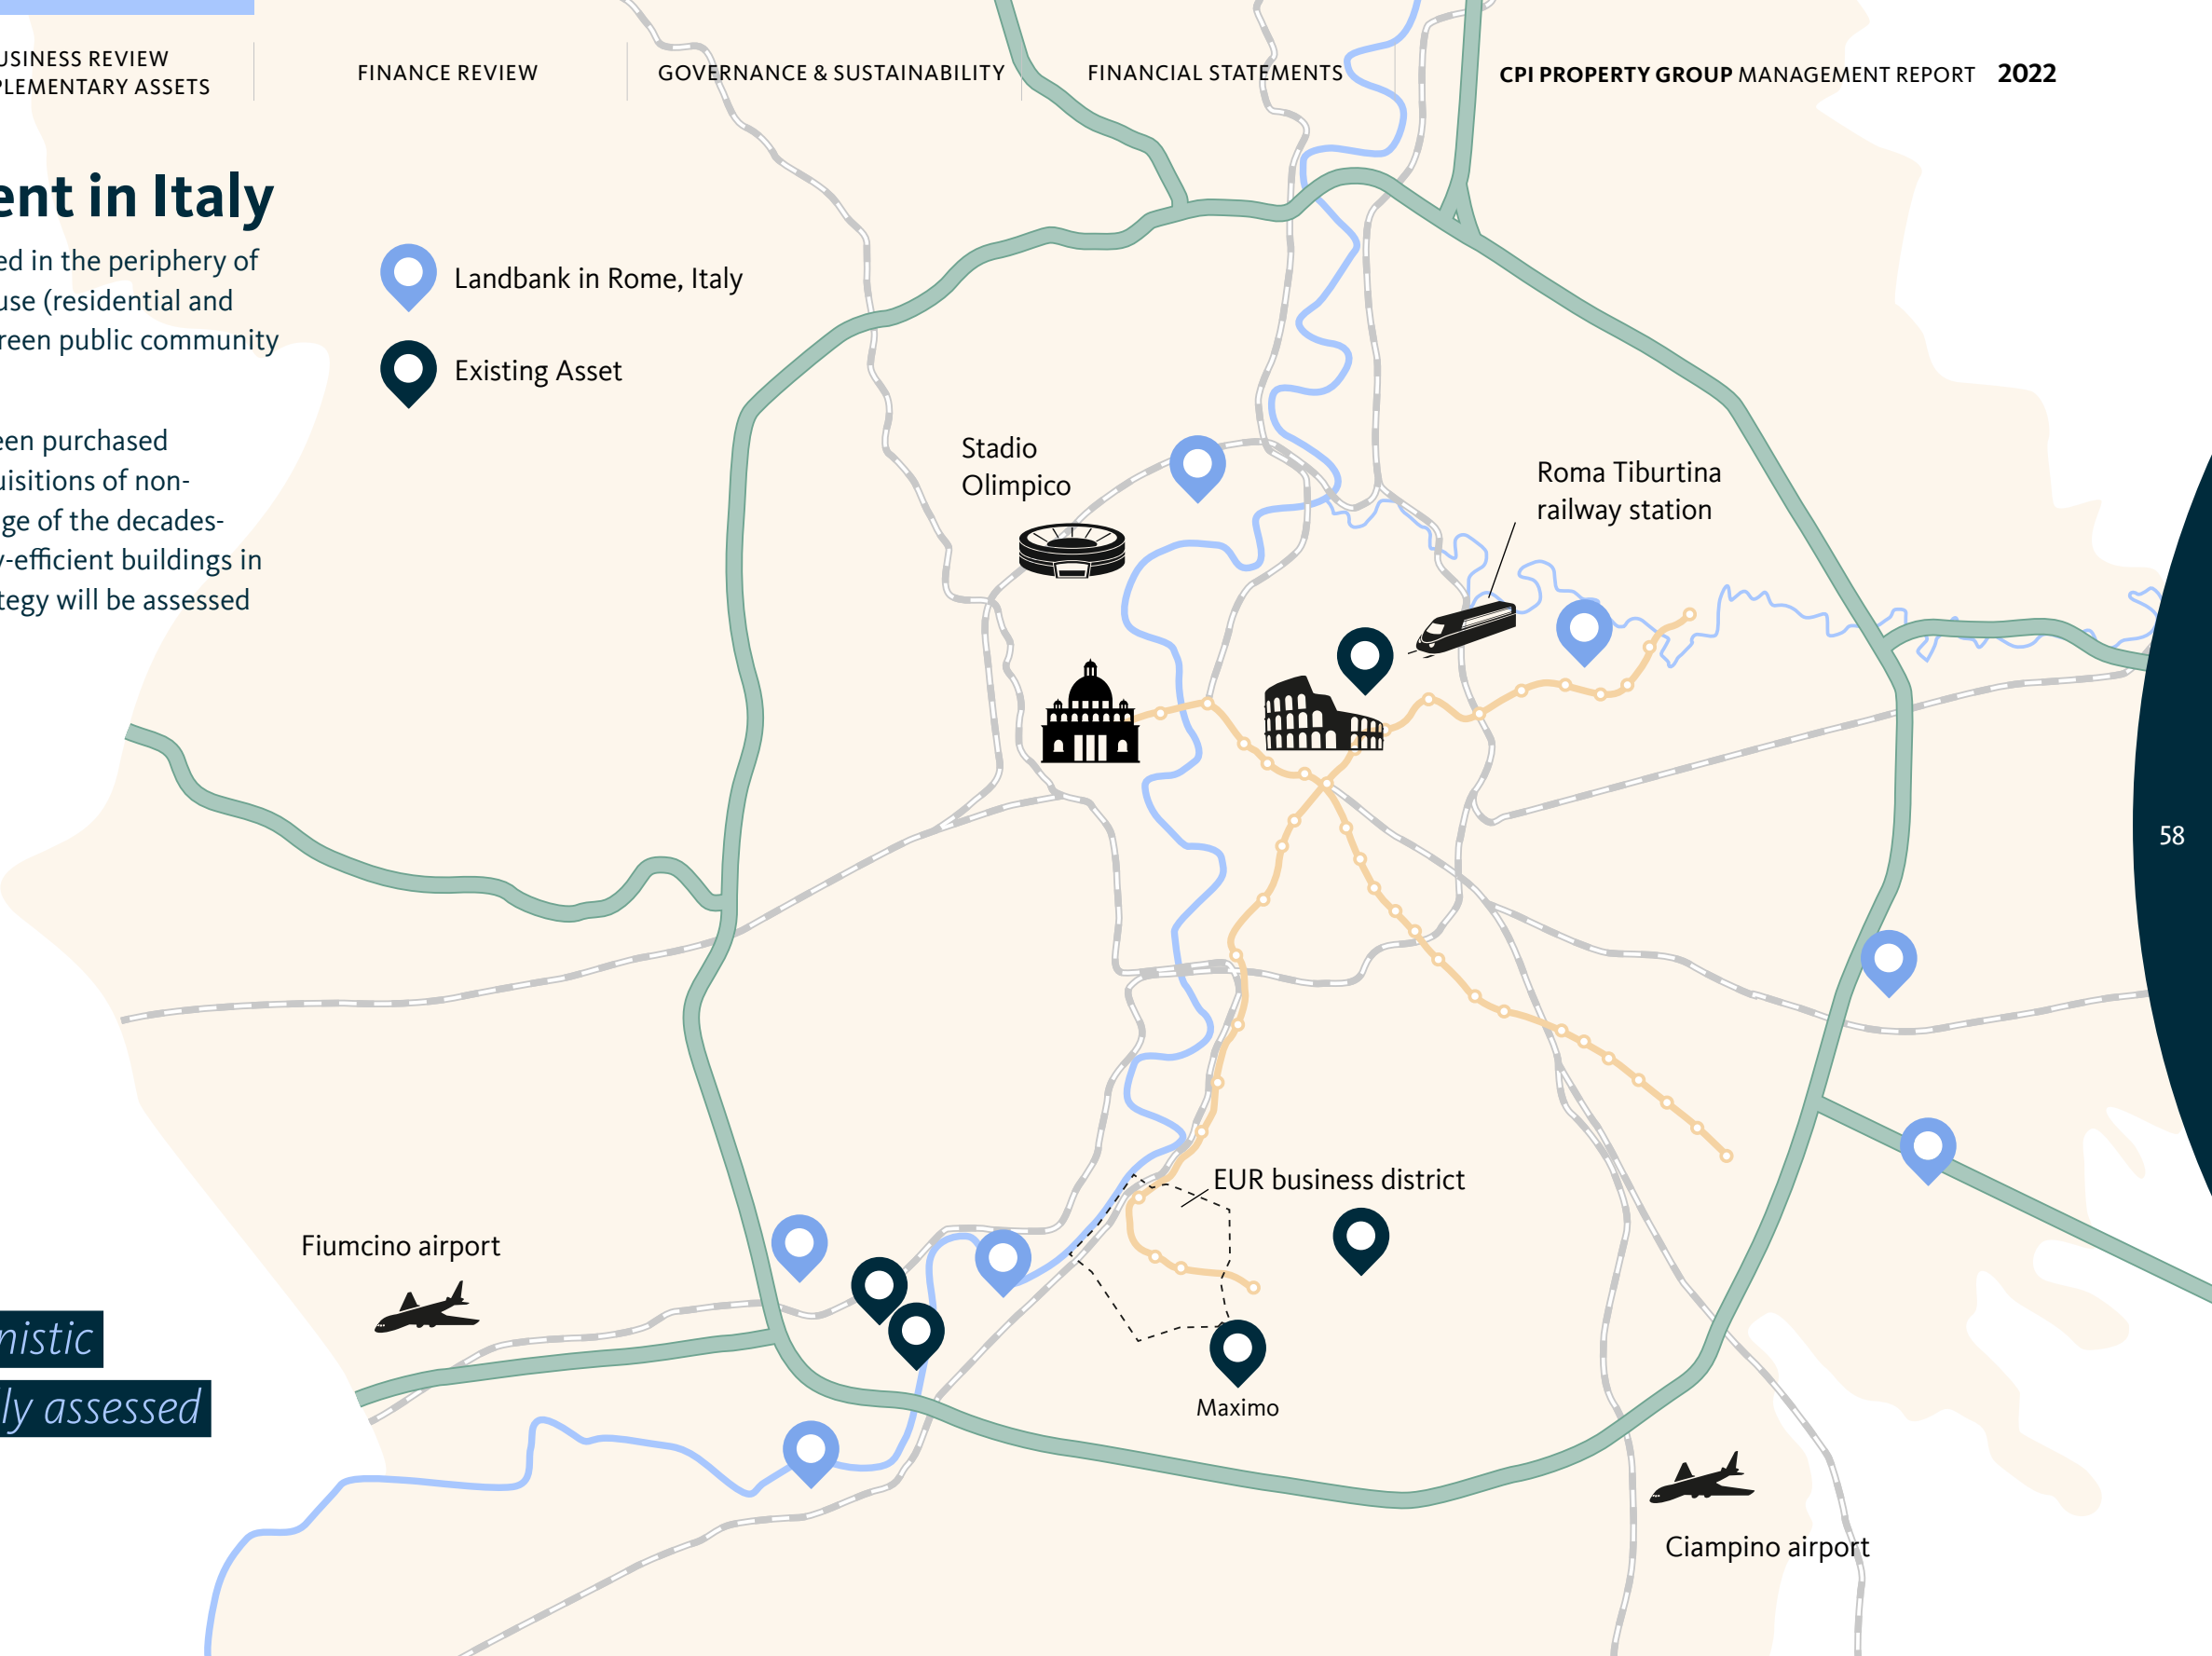 USINESS REVIEW
PLEMENTARY ASSETS
FINANCE REVIEW
GOVERNANCE & SUSTAINABILITY
FINANCIAL STATEMENTS
CPI PROPERTY GROUP MANAGEMENT REPORT 2022
ent in Italy
ed in the periphery of
use (residential and
reen public community
een purchased
uisitions of non-
ge of the decades-
y-efficient buildings in
tegy will be assessed
nistic
lly assessed
Landbank in Rome, Italy
Existing Asset
Stadio
Olimpico
Roma Tiburtina
railway station
58
EUR business district
Fiumcino airport
Maximo
Ciampino airport